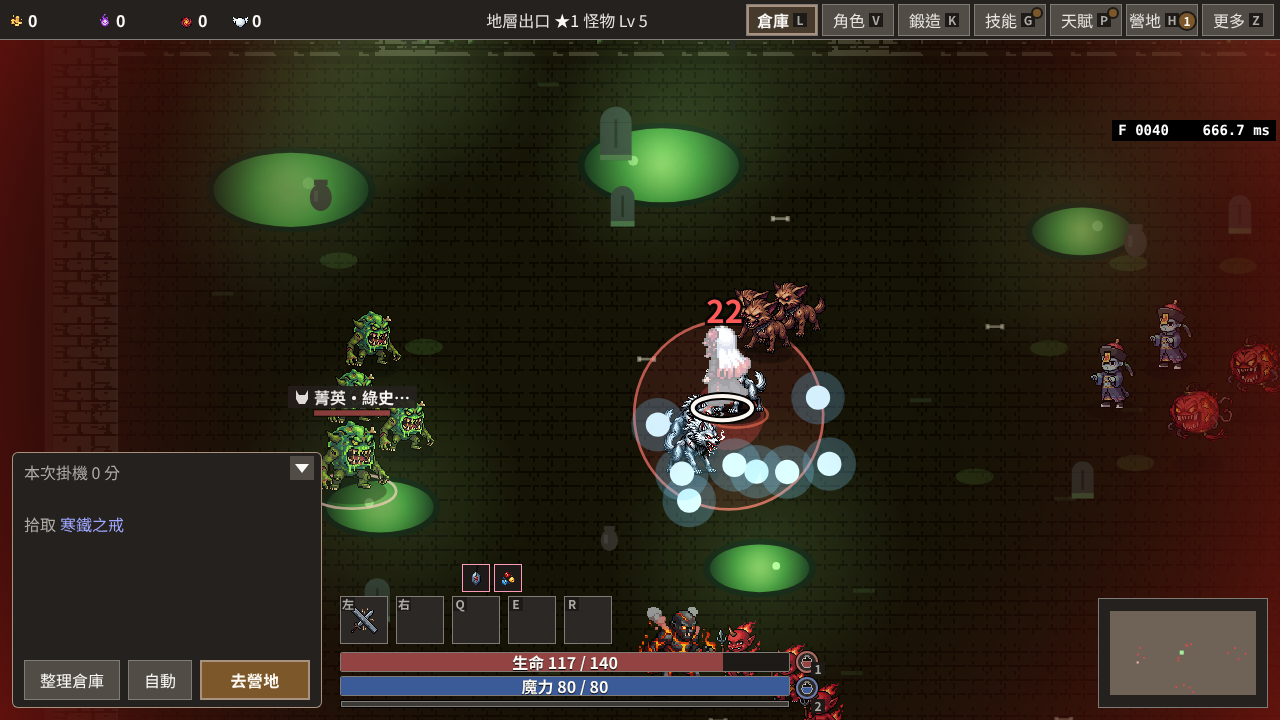 0 0 0 0
地層出口 ★1 怪物 Lv 5
倉庫 L
角色 V
鍛造 K
技能 G
天賦 P
營地 H 1
更多 Z
F 0040 666.7 ms
22
菁英・綠史…
本次掛機 0 分
拾取 寒鐵之戒
整理倉庫
自動
去營地
左
右
Q
E
R
生命 117 / 140
1
魔力 80 / 80
2